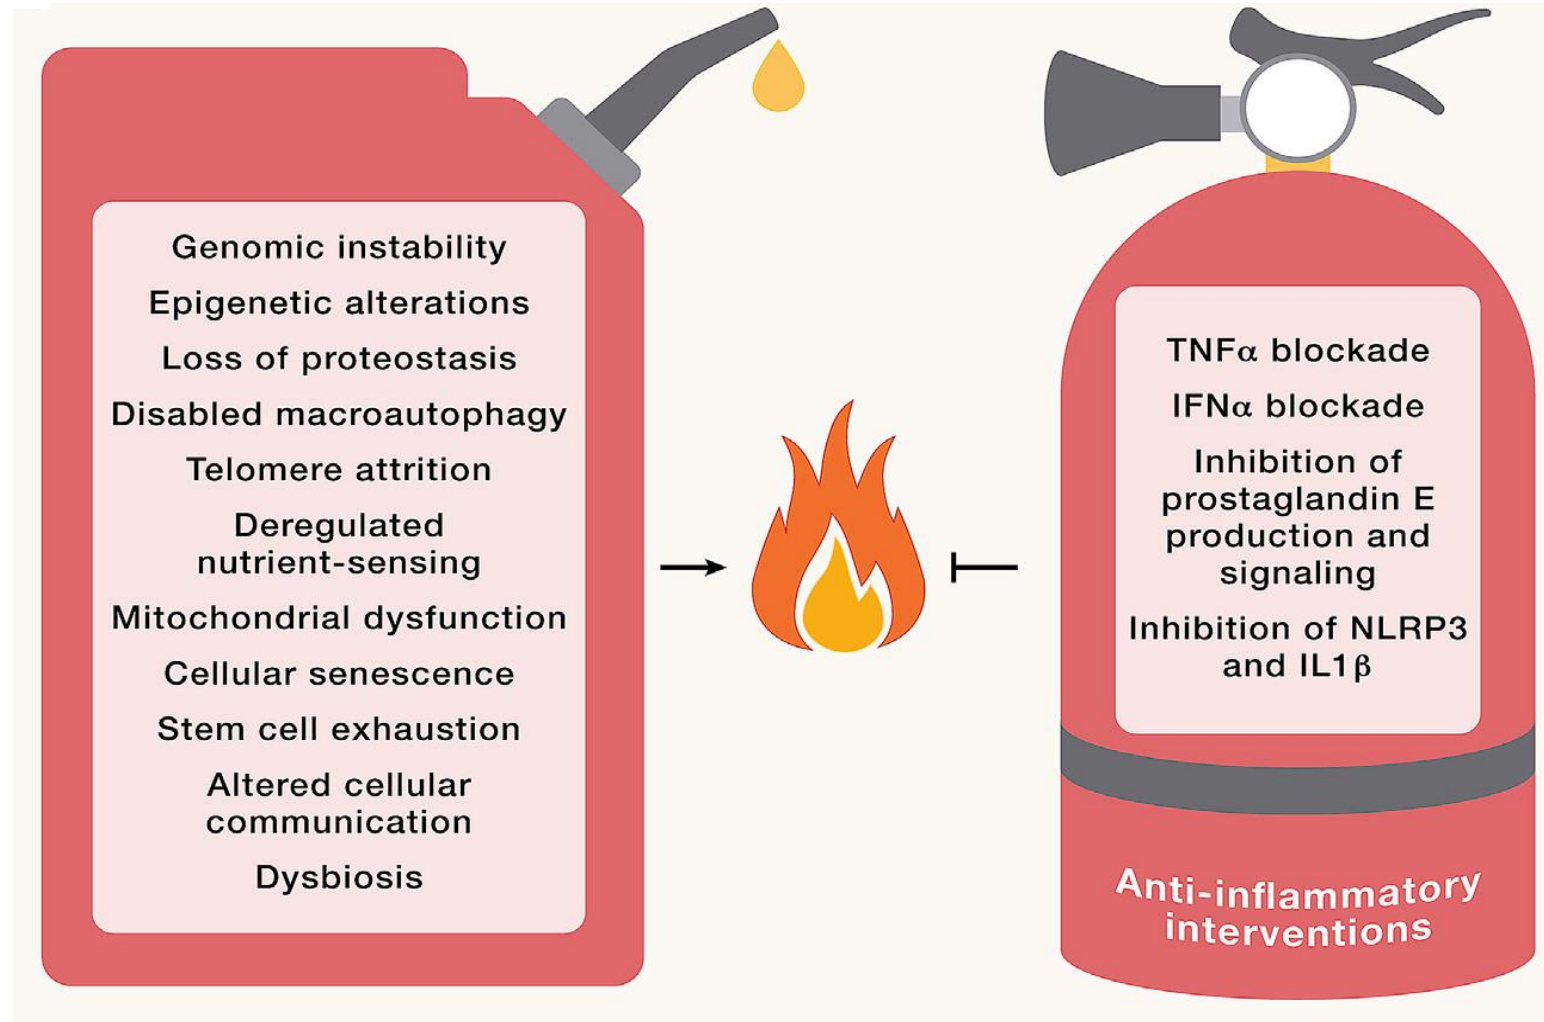 Genomic instability
Epigenetic alterations
Loss of proteostasis
Disabled macroautophagy
Telomere attrition
Deregulated
nutrient-sensing
Mitochondrial dysfunction
Cellular senescence
Stem cell exhaustion
Altered cellular
communication
Dysbiosis
TNFα blockade
IFNα blockade
Inhibition of
prostaglandin E
production and
signaling
Inhibition of NLRP3
and IL1β
Anti-inflammatory
interventions